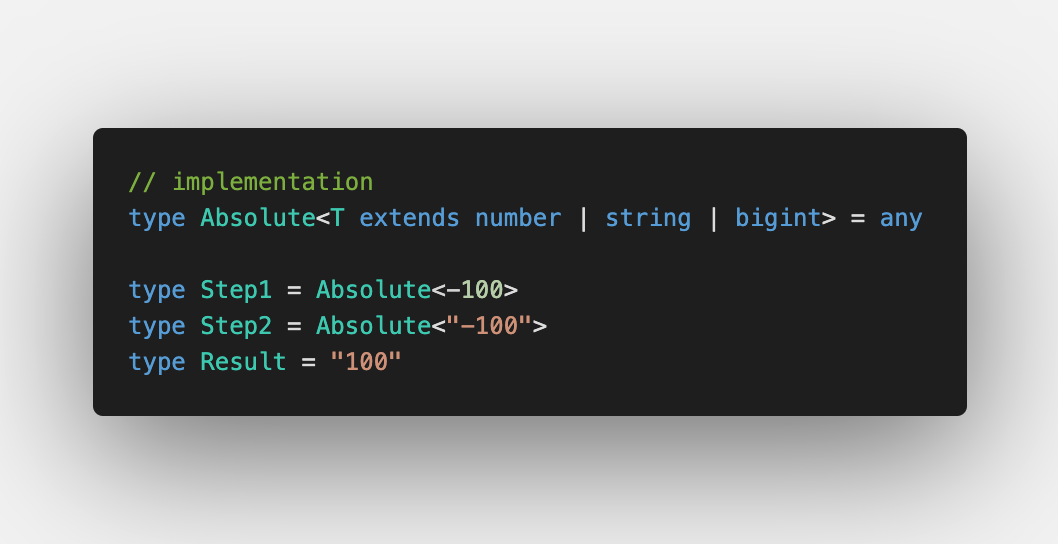 // implementation
type Absolute<T extends number | string | bigint> = any
type Step1 = Absolute<-100>
type Step2 = Absolute<"-100">
type Result = "100"